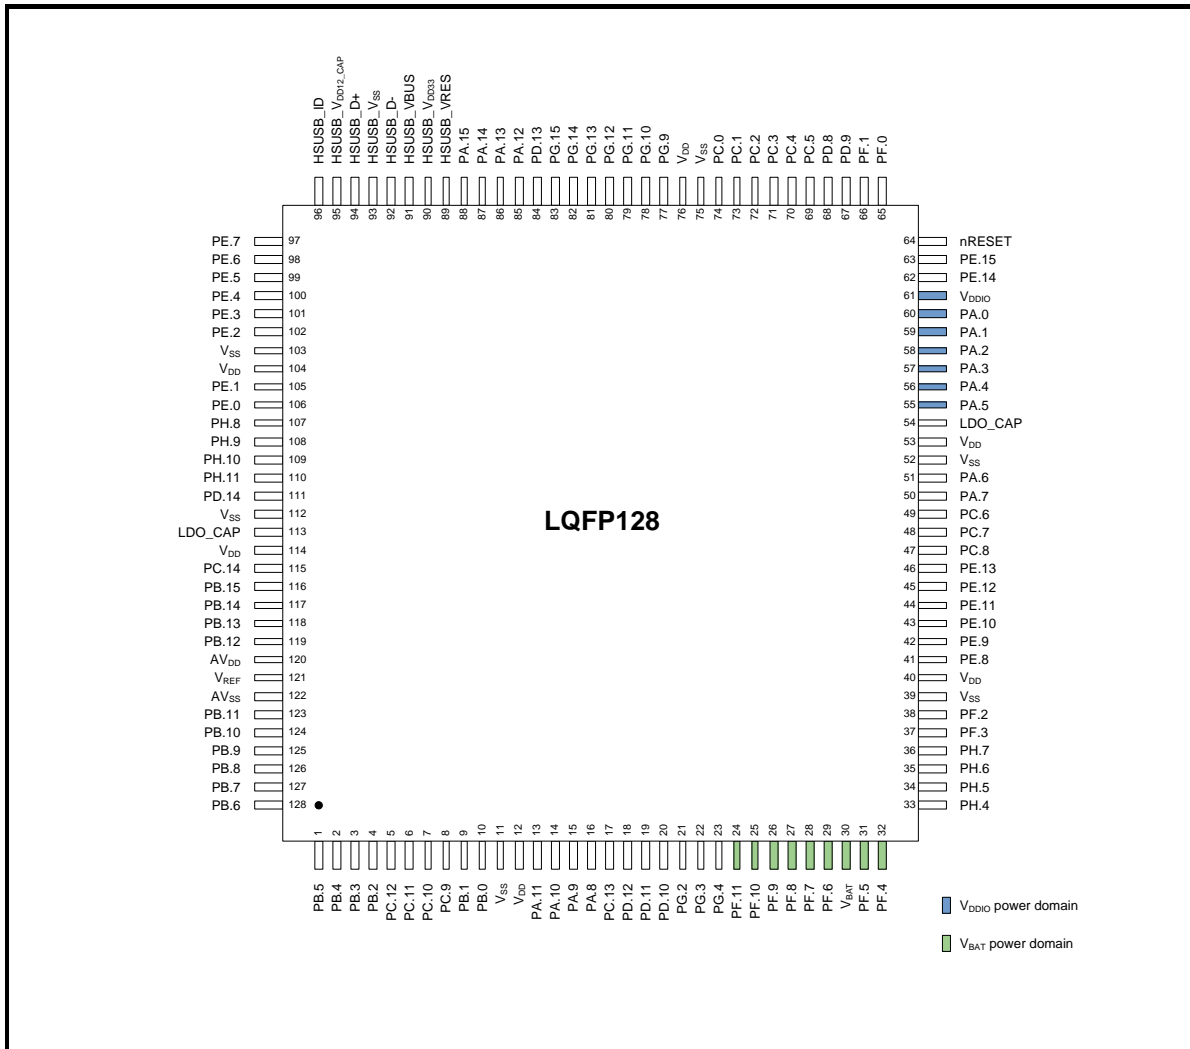 HSUSB_ID
HSUSB_VDD12_CAP
HSUSB_D+
HSUSB_VSS
HSUSB_D-
HSUSB_VBUS
HSUSB_VDD33
HSUSB_VRES
PA.15
PA.14
PA.13
PA.12
PD.13
PG.15
PG.14
PG.13
PG.12
PG.11
PG.10
PG.9
VDD
VSS
PC.0
PC.1
PC.2
PC.3
PC.4
PC.5
PD.8
PD.9
PF.1
PF.0
96 95 94 93 92 91 90 89 88 87 86 85 84 83 82 81 80 79 78 77 76 75 74 73 72 71 70 69 68 67 66 65
PE.7 97
PE.6 98
PE.5 99
PE.4 100
PE.3 101
PE.2 102
VSS 103
VDD 104
PE.1 105
PE.0 106
PH.8 107
PH.9 108
PH.10 109
PH.11 110
PD.14 111
VSS 112
LDO_CAP 113
VDD 114
PC.14 115
PB.15 116
PB.14 117
PB.13 118
PB.12 119
AVDD 120
VREF 121
AVSS 122
PB.11 123
PB.10 124
PB.9 125
PB.8 126
PB.7 127
PB.6 128
LQFP128
64 nRESET
63 PE.15
62 PE.14
61 VDDIO
60 PA.0
59 PA.1
58 PA.2
57 PA.3
56 PA.4
55 PA.5
54 LDO_CAP
53 VDD
52 VSS
51 PA.6
50 PA.7
49 PC.6
48 PC.7
47 PC.8
46 PE.13
45 PE.12
44 PE.11
43 PE.10
42 PE.9
41 PE.8
40 VDD
39 VSS
38 PF.2
37 PF.3
36 PH.7
35 PH.6
34 PH.5
33 PH.4
1 2 3 4 5 6 7 8 9 10 11 12 13 14 15 16 17 18 19 20 21 22 23 24 25 26 27 28 29 30 31 32
PB.5
PB.4
PB.3
PB.2
PC.12
PC.11
PC.10
PC.9
PB.1
PB.0
VSS
VDD
PA.11
PA.10
PA.9
PA.8
PC.13
PD.12
PD.11
PD.10
PG.2
PG.3
PG.4
PF.11
PF.10
PF.9
PF.8
PF.7
PF.6
VBAT
PF.5
PF.4
VDDIO power domain
VBAT power domain